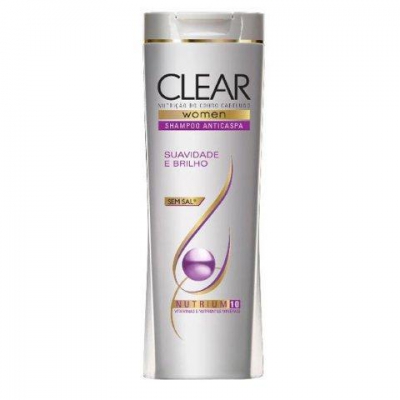 CLEAR
NUTRIÇÃO DO COURO CABELUDO
women
SHAMPOO ANTICASPA
SUAVIDADE
E BRILHO
SEM SAL*
NUTRIUM 10